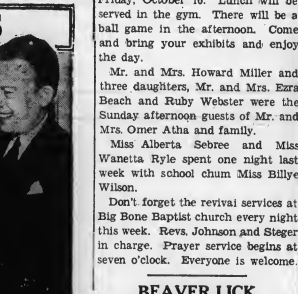 Friday, October 16. Lunch will be
served in the gym. There will be a
ball game in the afternoon. Come
and bring your exhibits and enjoy
the day.
Mr. and Mrs. Howard Miller and
three daughters, Mr. and Mrs. Ezra
Beach and Ruby Webster were the
Sunday afternoon guests of Mr. and
Mrs. Omer Atha and family.
Miss Alberta Sebree and Miss
Wanetta Ryle spent one night last
week with school chum Miss Billye
Wilson.
Don't forget the revival services at
Big Bone Baptist church every night
this week. Revs. Johnson and Steger
in charge. Prayer service begins at
seven o'clock. Everyone is welcome.
BEAVER LICK